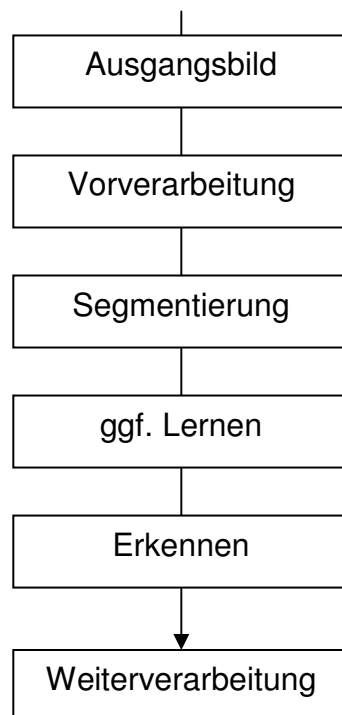 Ausgangsbild
Vorverarbeitung
Segmentierung
ggf. Lernen
Erkennen
Weiterverarbeitung